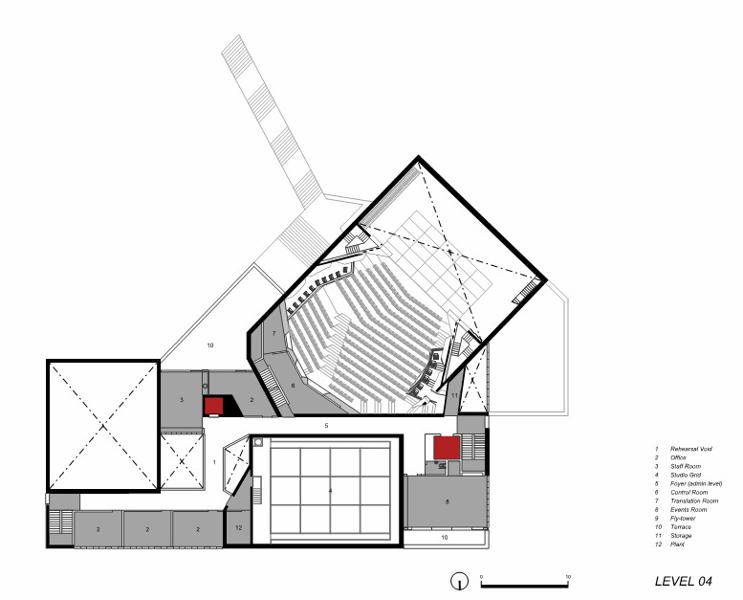 7
10
3
2
6
11
5
1
4
8
3
2
2
12
10
1 Rehearsal Void
2 Office
3 Staff Room
4 Studio Grid
5 Foyer (admin level)
6 Control Room
7 Translation Room
8 Events Room
9 Fly-tower
10 Terrace
11 Storage
12 Plant
0 10
LEVEL 04